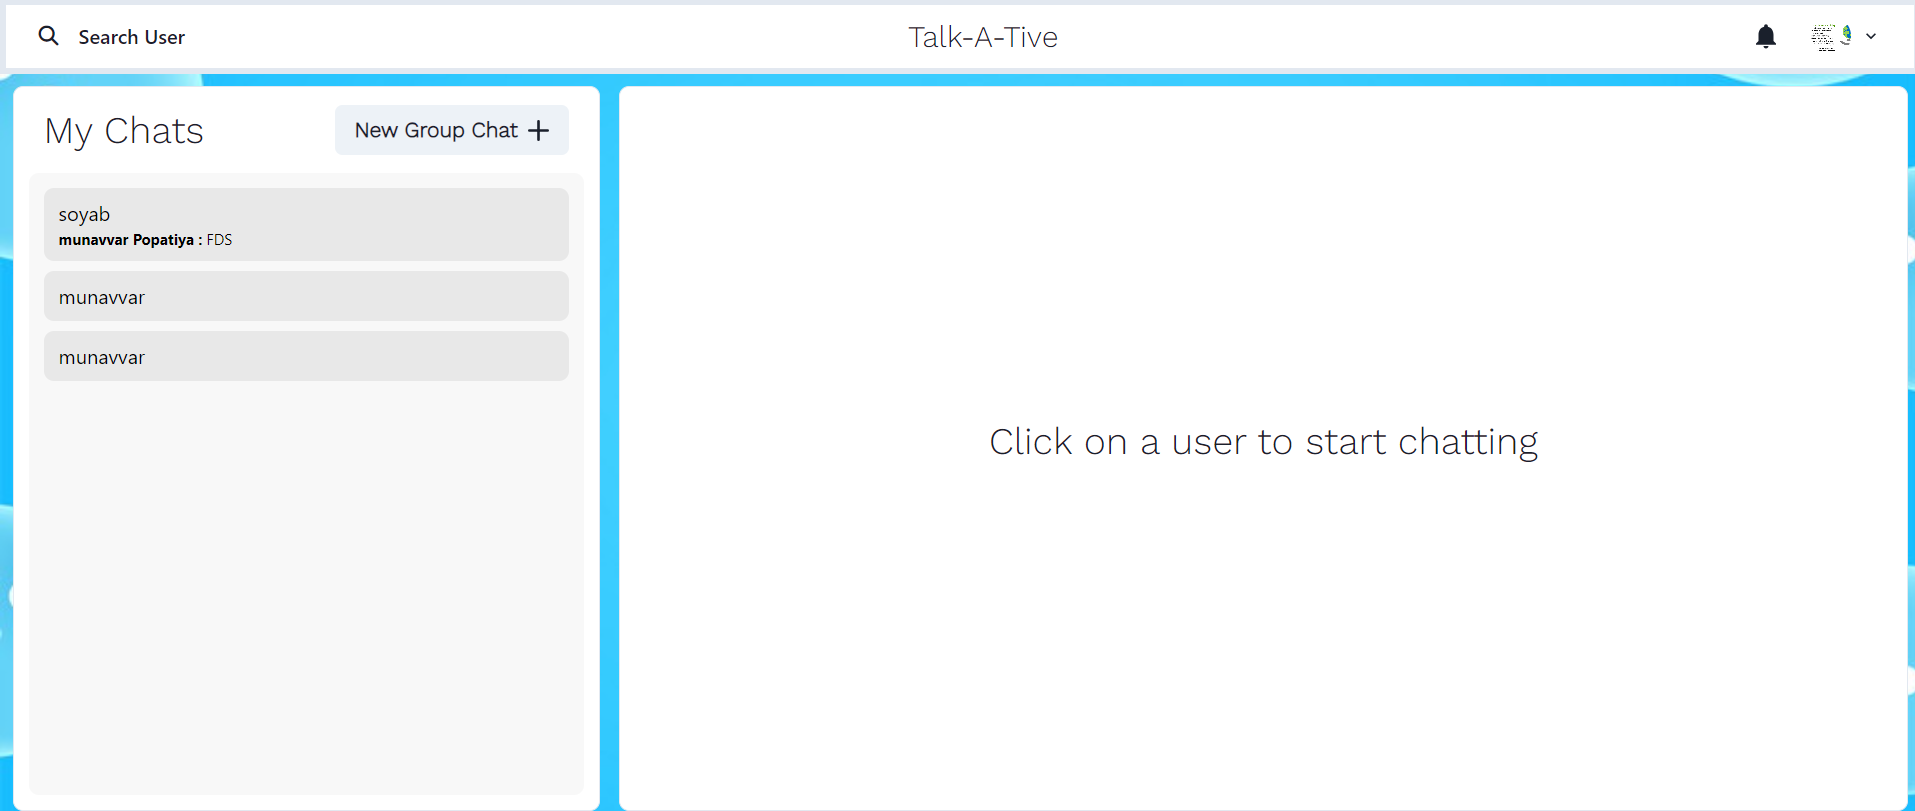 Search User
Talk-A-Tive
My Chats
New Group Chat
soyab
munavvar Popatiya : FDS
munavvar
munavvar
Click on a user to start chatting